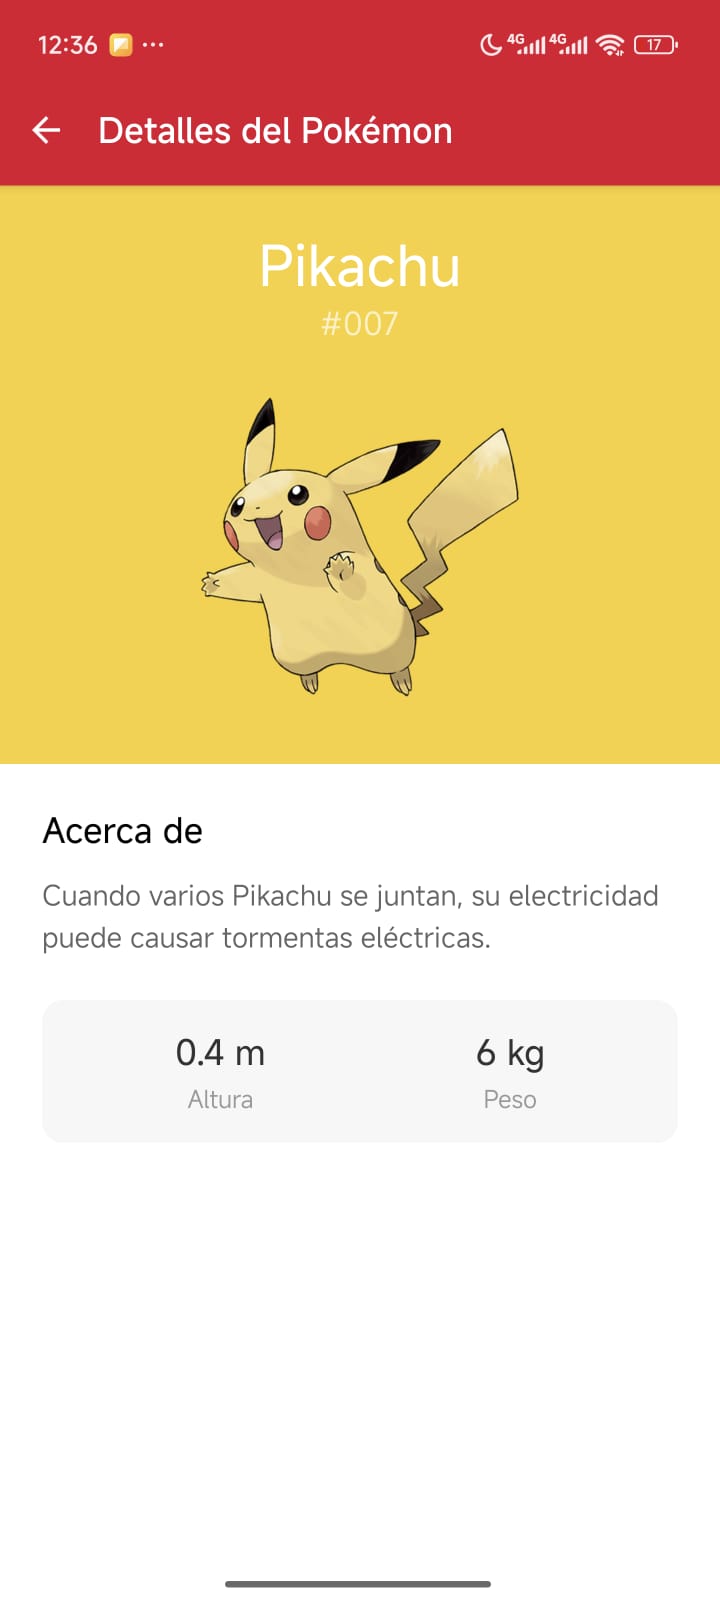 12:36 ... 4G 4G 17
Detalles del Pokémon
Pikachu
#007
Acerca de
Cuando varios Pikachu se juntan, su electricidad
puede causar tormentas eléctricas.
0.4 m 6 kg
Altura Peso